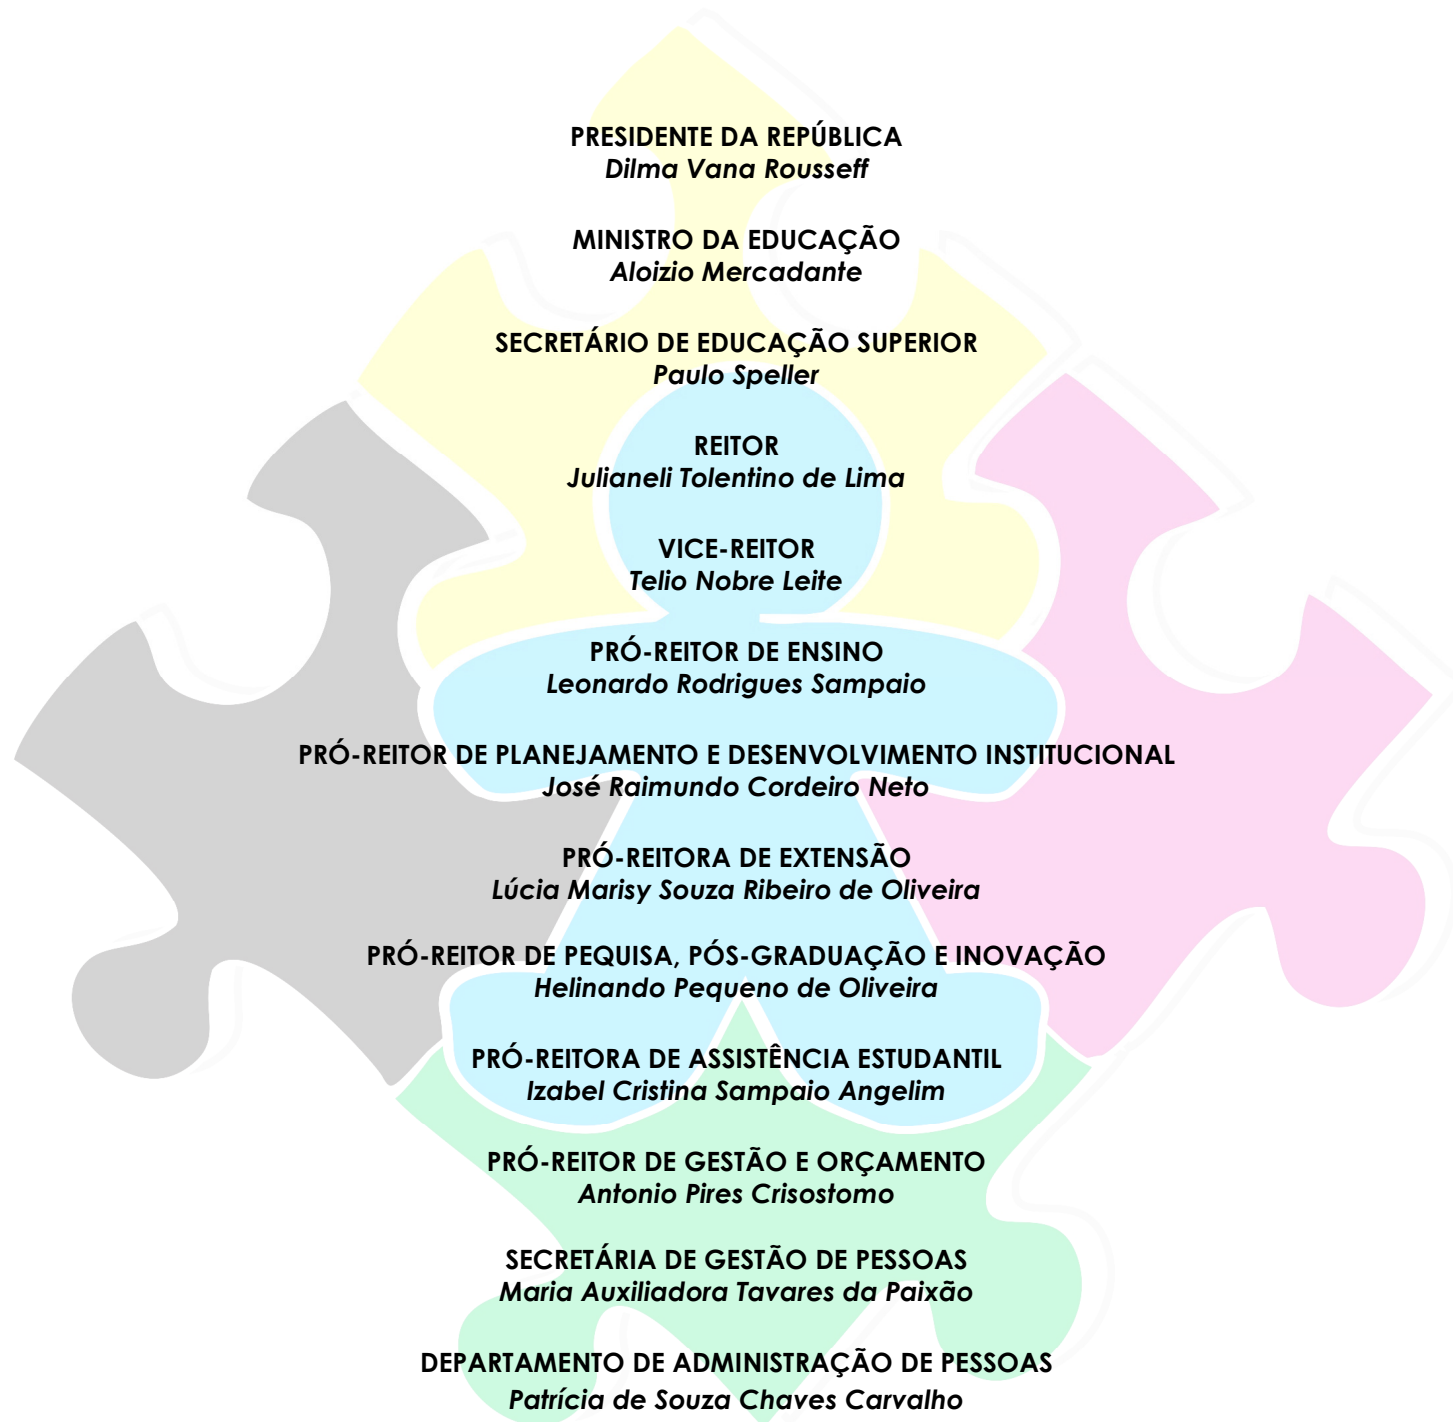 PRESIDENTE DA REPÚBLICA
Dilma Vana Rousseff
MINISTRO DA EDUCAÇÃO
Aloizio Mercadante
SECRETÁRIO DE EDUCAÇÃO SUPERIOR
Paulo Speller
REITOR
Julianeli Tolentino de Lima
VICE-REITOR
Telio Nobre Leite
PRÓ-REITOR DE ENSINO
Leonardo Rodrigues Sampaio
PRÓ-REITOR DE PLANEJAMENTO E DESENVOLVIMENTO INSTITUCIONAL
José Raimundo Cordeiro Neto
PRÓ-REITORA DE EXTENSÃO
Lúcia Marisy Souza Ribeiro de Oliveira
PRÓ-REITOR DE PEQUISA, PÓS-GRADUAÇÃO E INOVAÇÃO
Helinando Pequeno de Oliveira
PRÓ-REITORA DE ASSISTÊNCIA ESTUDANTIL
Izabel Cristina Sampaio Angelim
PRÓ-REITOR DE GESTÃO E ORÇAMENTO
Antonio Pires Crisostomo
SECRETÁRIA DE GESTÃO DE PESSOAS
Maria Auxiliadora Tavares da Paixão
DEPARTAMENTO DE ADMINISTRAÇÃO DE PESSOAS
Patrícia de Souza Chaves Carvalho